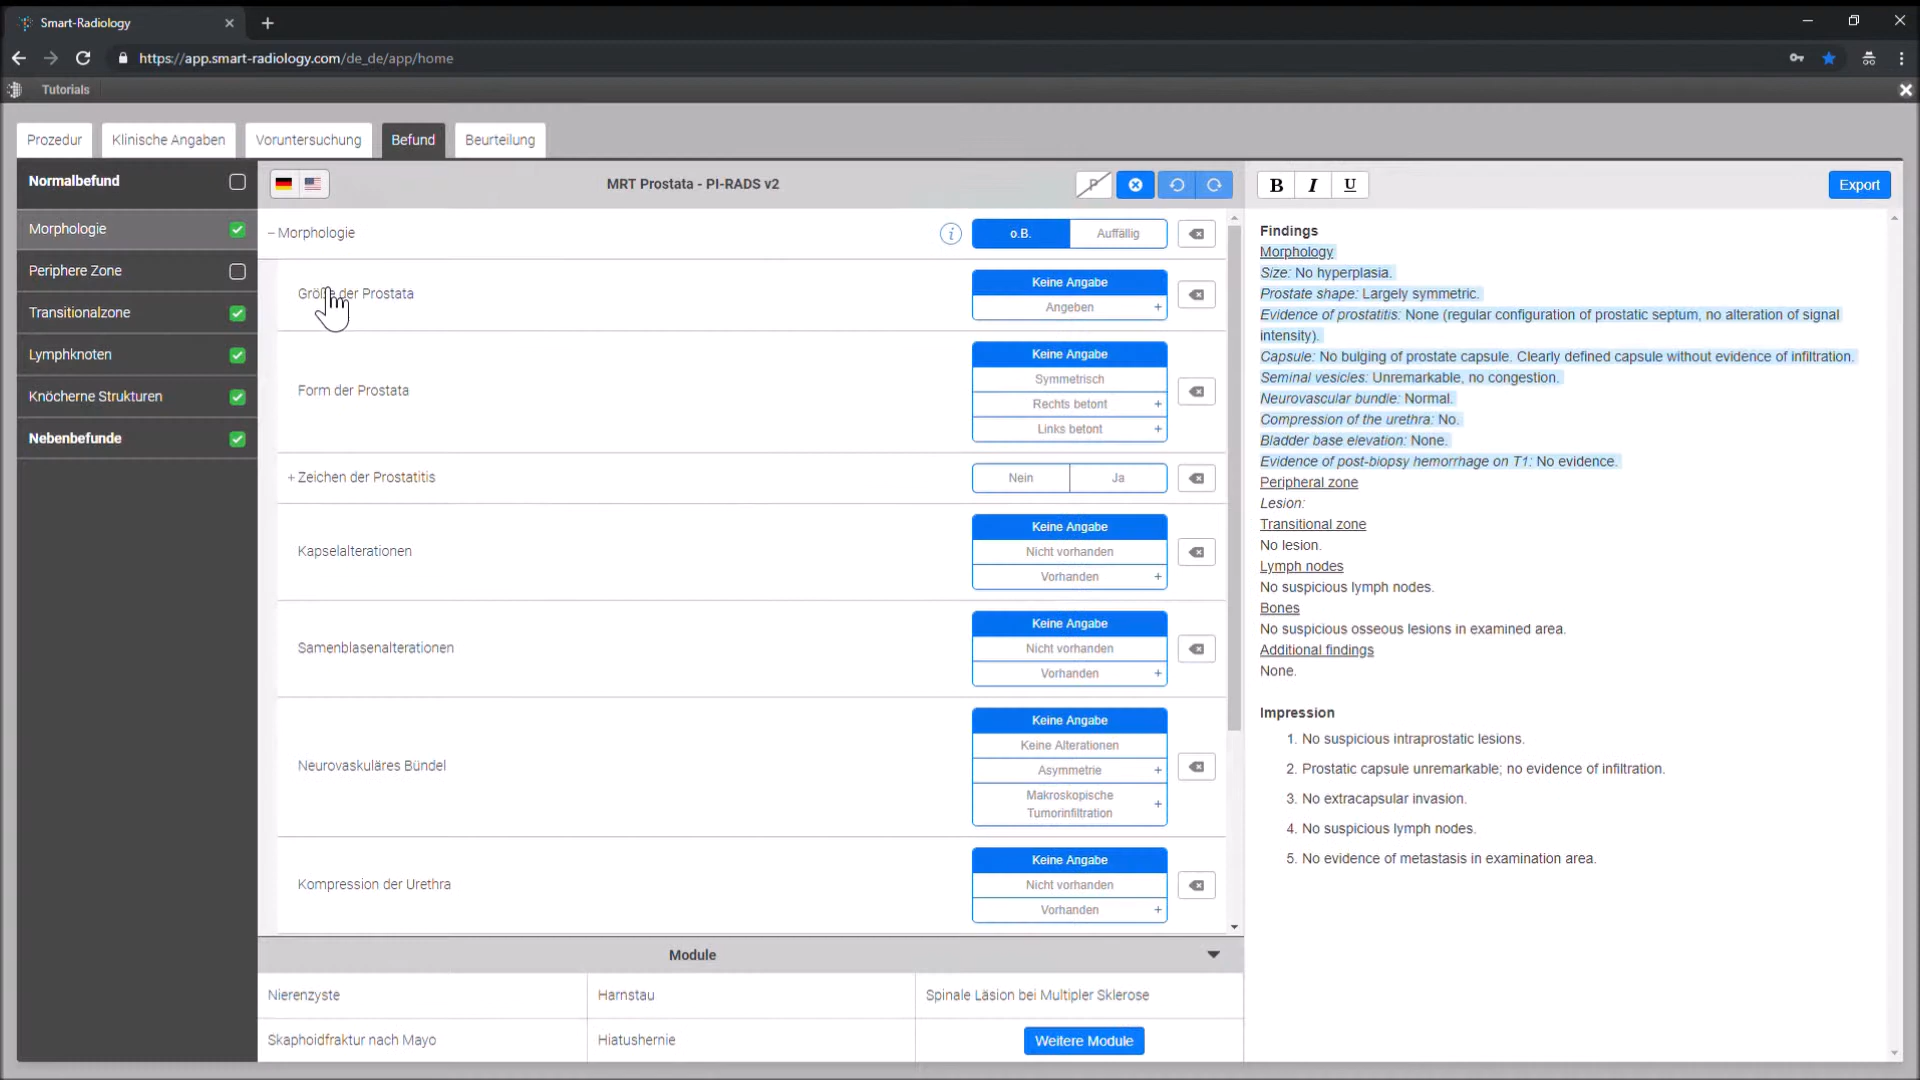 Smart-Radiology
https://app.smart-radiology.com/de_de/app/home
Tutorials
Prozedur
Klinische Angaben
Voruntersuchung
Befund
Beurteilung
Normalbefund
Morphologie
Periphere Zone
Transitionalzone
Lymphknoten
Knöcherne Strukturen
Nebenbefunde
MRT Prostata - PI-RADS v2
P
– Morphologie
i
o.B.
Auffällig
Größe der Prostata
Keine Angabe
Angeben +
Form der Prostata
Keine Angabe
Symmetrisch
Rechts betont +
Links betont +
+ Zeichen der Prostatitis
Nein
Ja
Kapselalterationen
Keine Angabe
Nicht vorhanden
Vorhanden +
Samenblasenalterationen
Keine Angabe
Nicht vorhanden
Vorhanden +
Neurovaskuläres Bündel
Keine Angabe
Keine Alterationen
Asymmetrie +
Makroskopische
Tumorinfiltration +
Kompression der Urethra
Keine Angabe
Nicht vorhanden
Vorhanden +
Module
Nierenzyste
Harnstau
Spinale Läsion bei Multipler Sklerose
Skaphoidfraktur nach Mayo
Hiatushernie
Weitere Module
B I U
Export
Findings
Morphology
Size: No hyperplasia.
Prostate shape: Largely symmetric.
Evidence of prostatitis: None (regular configuration of prostatic septum, no alteration of signal
intensity).
Capsule: No bulging of prostate capsule. Clearly defined capsule without evidence of infiltration.
Seminal vesicles: Unremarkable, no congestion.
Neurovascular bundle: Normal.
Compression of the urethra: No.
Bladder base elevation: None.
Evidence of post-biopsy hemorrhage on T1: No evidence.
Peripheral zone
Lesion:
Transitional zone
No lesion.
Lymph nodes
No suspicious lymph nodes.
Bones
No suspicious osseous lesions in examined area.
Additional findings
None.
Impression
1. No suspicious intraprostatic lesions.
2. Prostatic capsule unremarkable; no evidence of infiltration.
3. No extracapsular invasion.
4. No suspicious lymph nodes.
5. No evidence of metastasis in examination area.